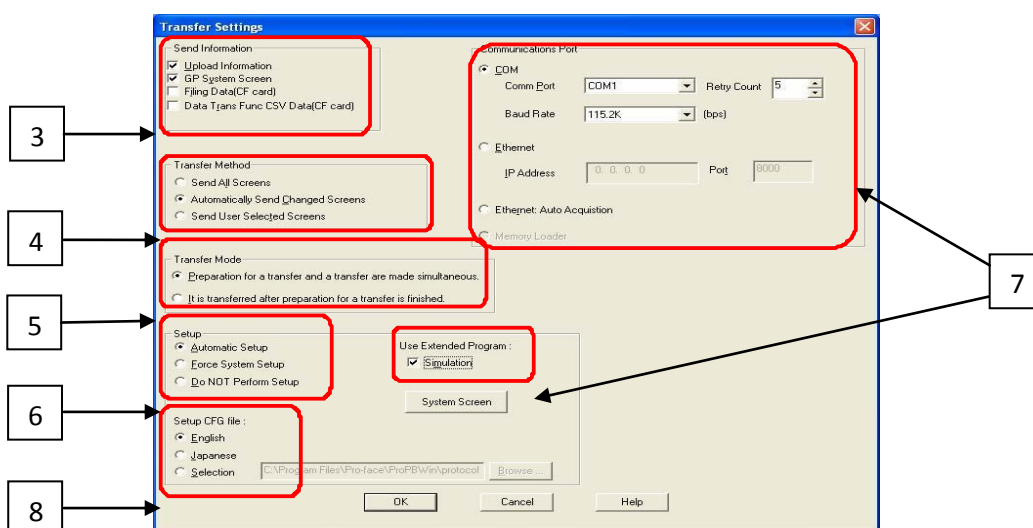 Transfer Settings
Send Information
Upload Information
GP System Screen
Filing Data(CF card)
Data Trans Func CSV Data(CF card)
Communications Port
COM
Comm Port COM1 Retry Count 5
Baud Rate 115.2K (bps)
Ethernet
IP Address 0. 0. 0. 0 Port 8000
Ethernet: Auto Acquistion
Memory Loader
3
Transfer Method
Send All Screens
Automatically Send Changed Screens
Send User Selected Screens
4
Transfer Mode
Preparation for a transfer and a transfer are made simultaneous.
It is transferred after preparation for a transfer is finished.
7
5
Setup
Automatic Setup
Force System Setup
Do NOT Perform Setup
Use Extended Program :
Simulation
System Screen
6
Setup CFG file :
English
Japanese
Selection C:\Program Files\Pro-face\ProPBWin\protocol Browse ...
8
OK Cancel Help